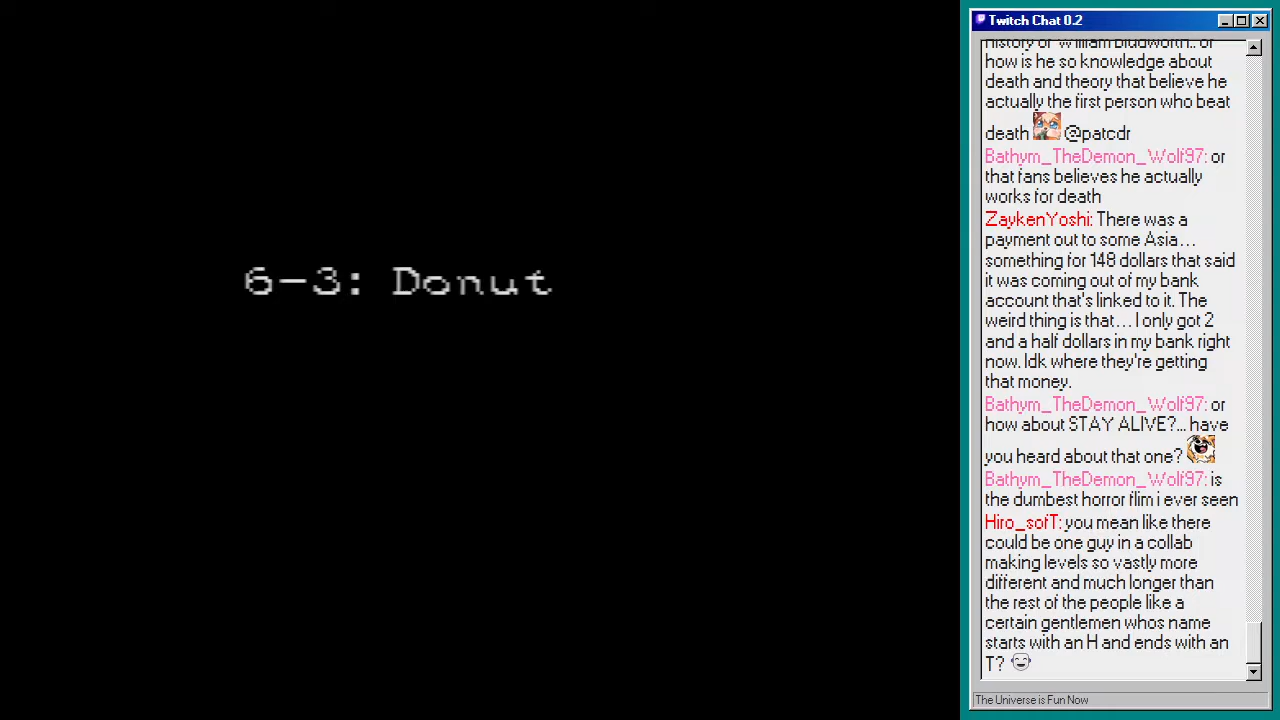 6-3: Donut
Twitch Chat 0.2
history of William Bludworth.. or
how is he so knowledge about
death and theory that believe he
actually the first person who beat
death @patcdr
Bathym_TheDemon_Wolf97: or
that fans believes he actually
works for death
ZaykenYoshi: There was a
payment out to some Asia...
something for 148 dollars that said
it was coming out of my bank
account that's linked to it. The
weird thing is that... I only got 2
and a half dollars in my bank right
now. Idk where they're getting
that money.
Bathym_TheDemon_Wolf97: or
how about STAY ALIVE?... have
you heard about that one?
Bathym_TheDemon_Wolf97: is
the dumbest horror flim i ever seen
Hiro_sofT: you mean like there
could be one guy in a collab
making levels so vastly more
different and much longer than
the rest of the people like a
certain gentlemen whos name
starts with an H and ends with an
T?
The Universe is Fun Now